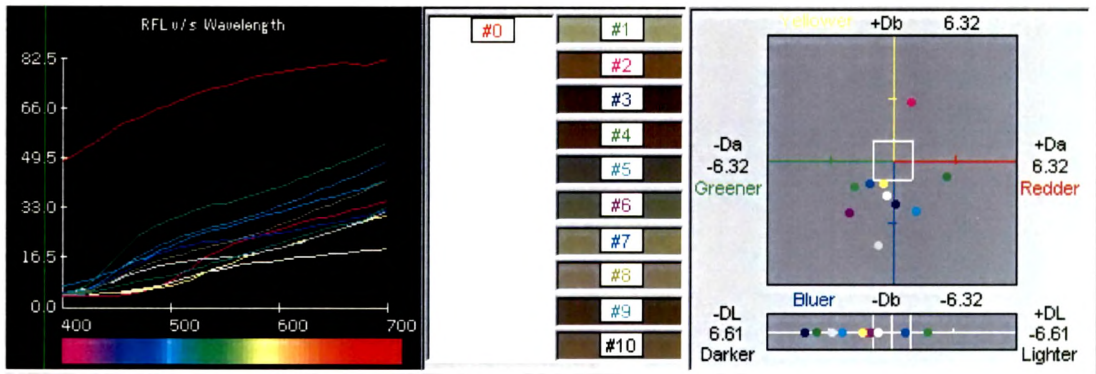 RFL v/s Wavelength
82.5
66.0
49.5
33.0
16.5
0.0
400 500 600 700
#0
#1
#2
#3
#4
#5
#6
#7
#8
#9
#10
Yellower +Db 6.32
-Da
-6.32
Greener
+Da
6.32
Redder
Bluer -Db -6.32
-DL
6.61
Darker
+DL
-6.61
Lighter